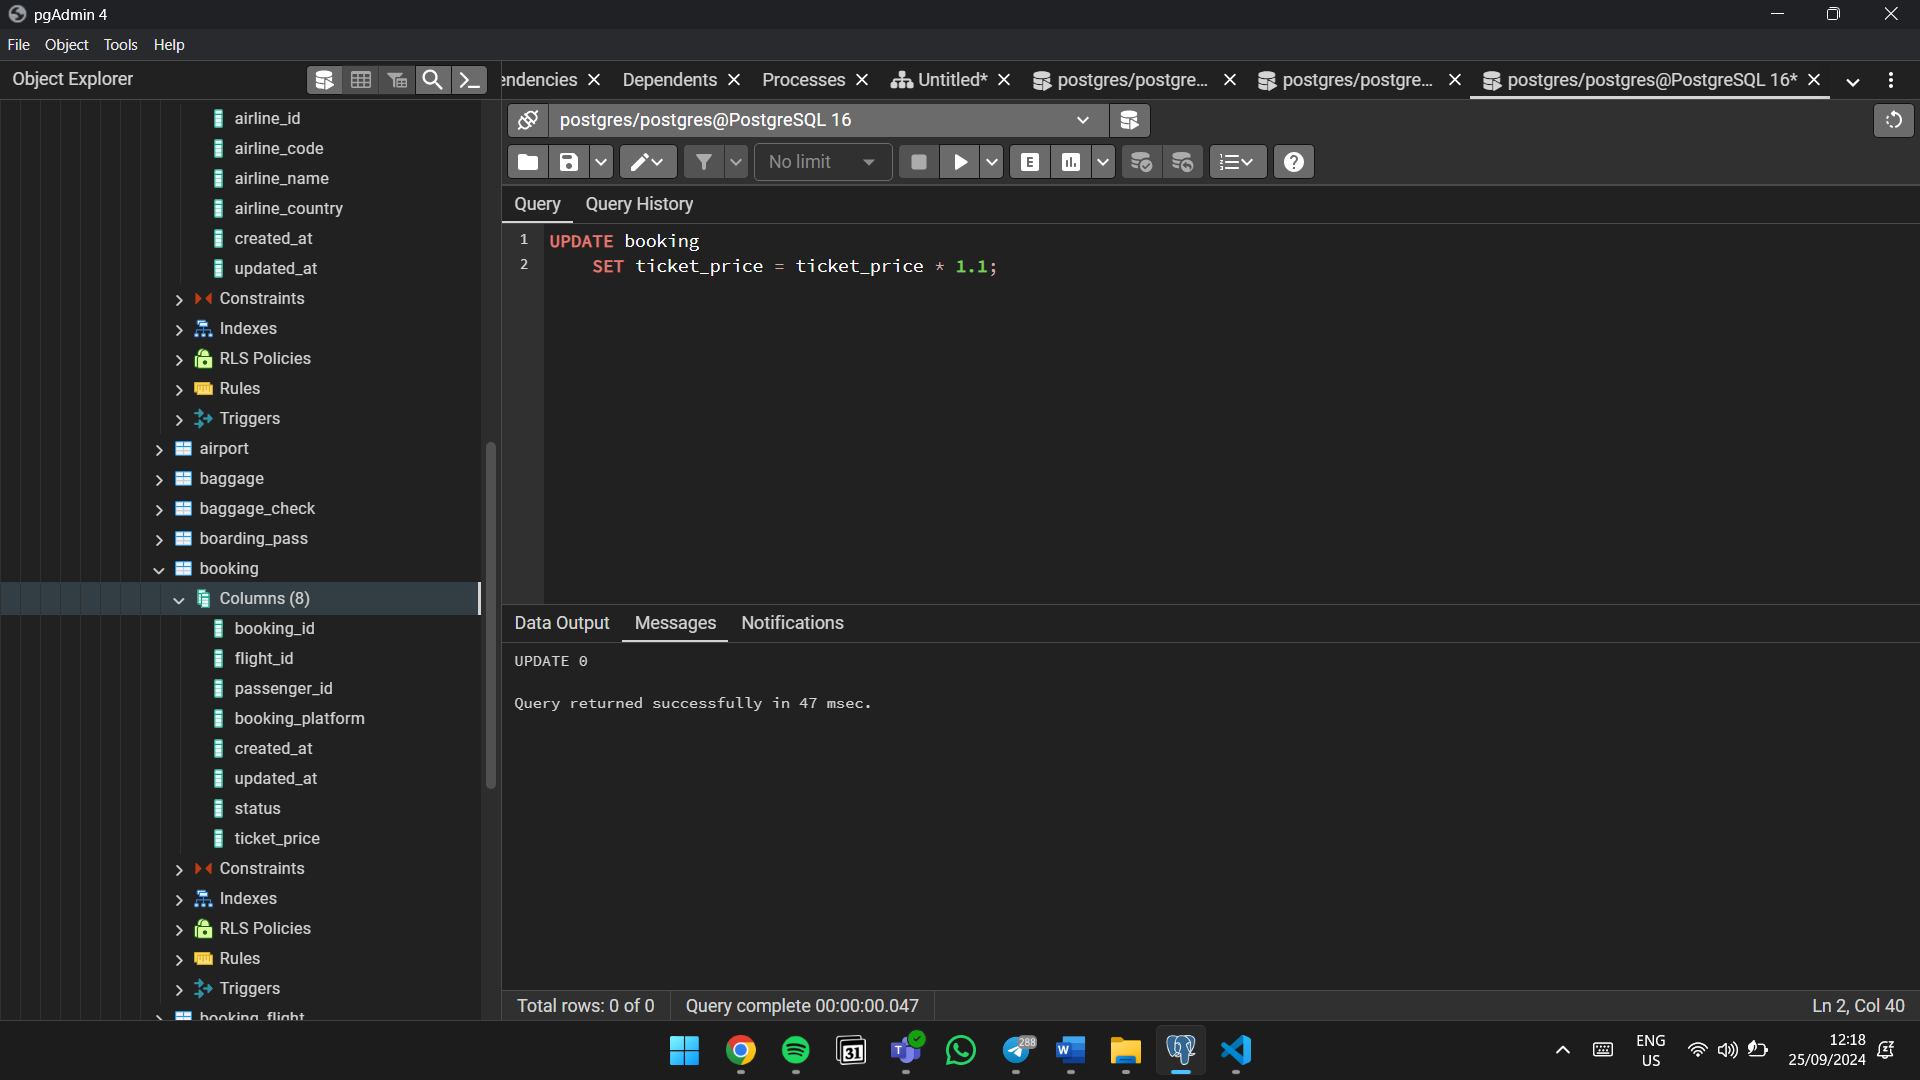 pgAdmin 4
File Object Tools Help
Object Explorer
endencies Dependents Processes Untitled* postgres/postgre... postgres/postgre... postgres/postgres@PostgreSQL 16*
airline_id
airline_code
airline_name
airline_country
created_at
updated_at
Constraints
Indexes
RLS Policies
Rules
Triggers
airport
baggage
baggage_check
boarding_pass
booking
Columns (8)
booking_id
flight_id
passenger_id
booking_platform
created_at
updated_at
status
ticket_price
Constraints
Indexes
RLS Policies
Rules
Triggers
booking_flight
postgres/postgres@PostgreSQL 16
No limit
E
Query Query History
1 UPDATE booking
2 SET ticket_price = ticket_price * 1.1;
Data Output Messages Notifications
UPDATE 0
Query returned successfully in 47 msec.
Total rows: 0 of 0 Query complete 00:00:00.047 Ln 2, Col 40
31
288
ENG
US
12:18
25/09/2024